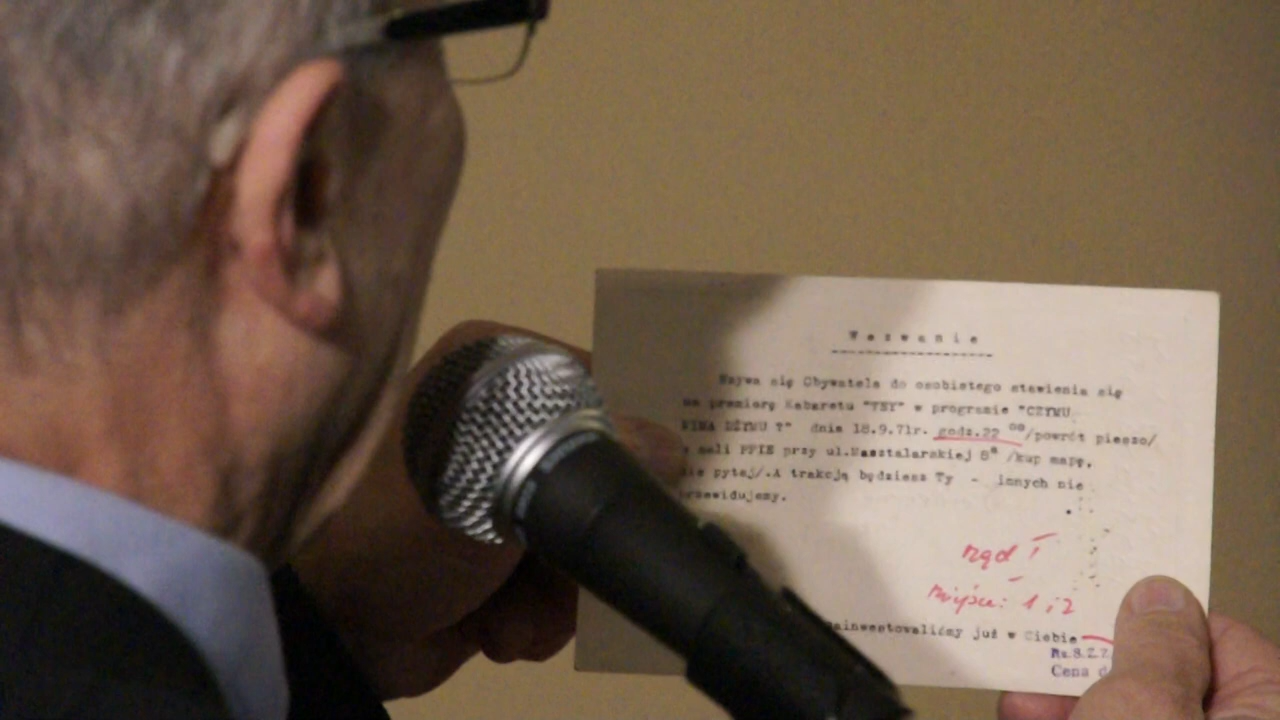 Wezwanie
Wzywa się Obywatela do osobistego stawienia się
na premierę Kabaretu "TEY" w programie "CZYMU
NIMA DŻYMU ?" dnia 18.9.71r. godz.22 00 /powrót pieszo/
w sali PPIE przy ul.Masztalarskiej 8a /kup mapę,
nie pytaj/.A trakcją będziesz Ty - innych nie
przewidujemy.
rząd I
miejsce: 1 i 2
zainwestowaliśmy już w Ciebie
Cena